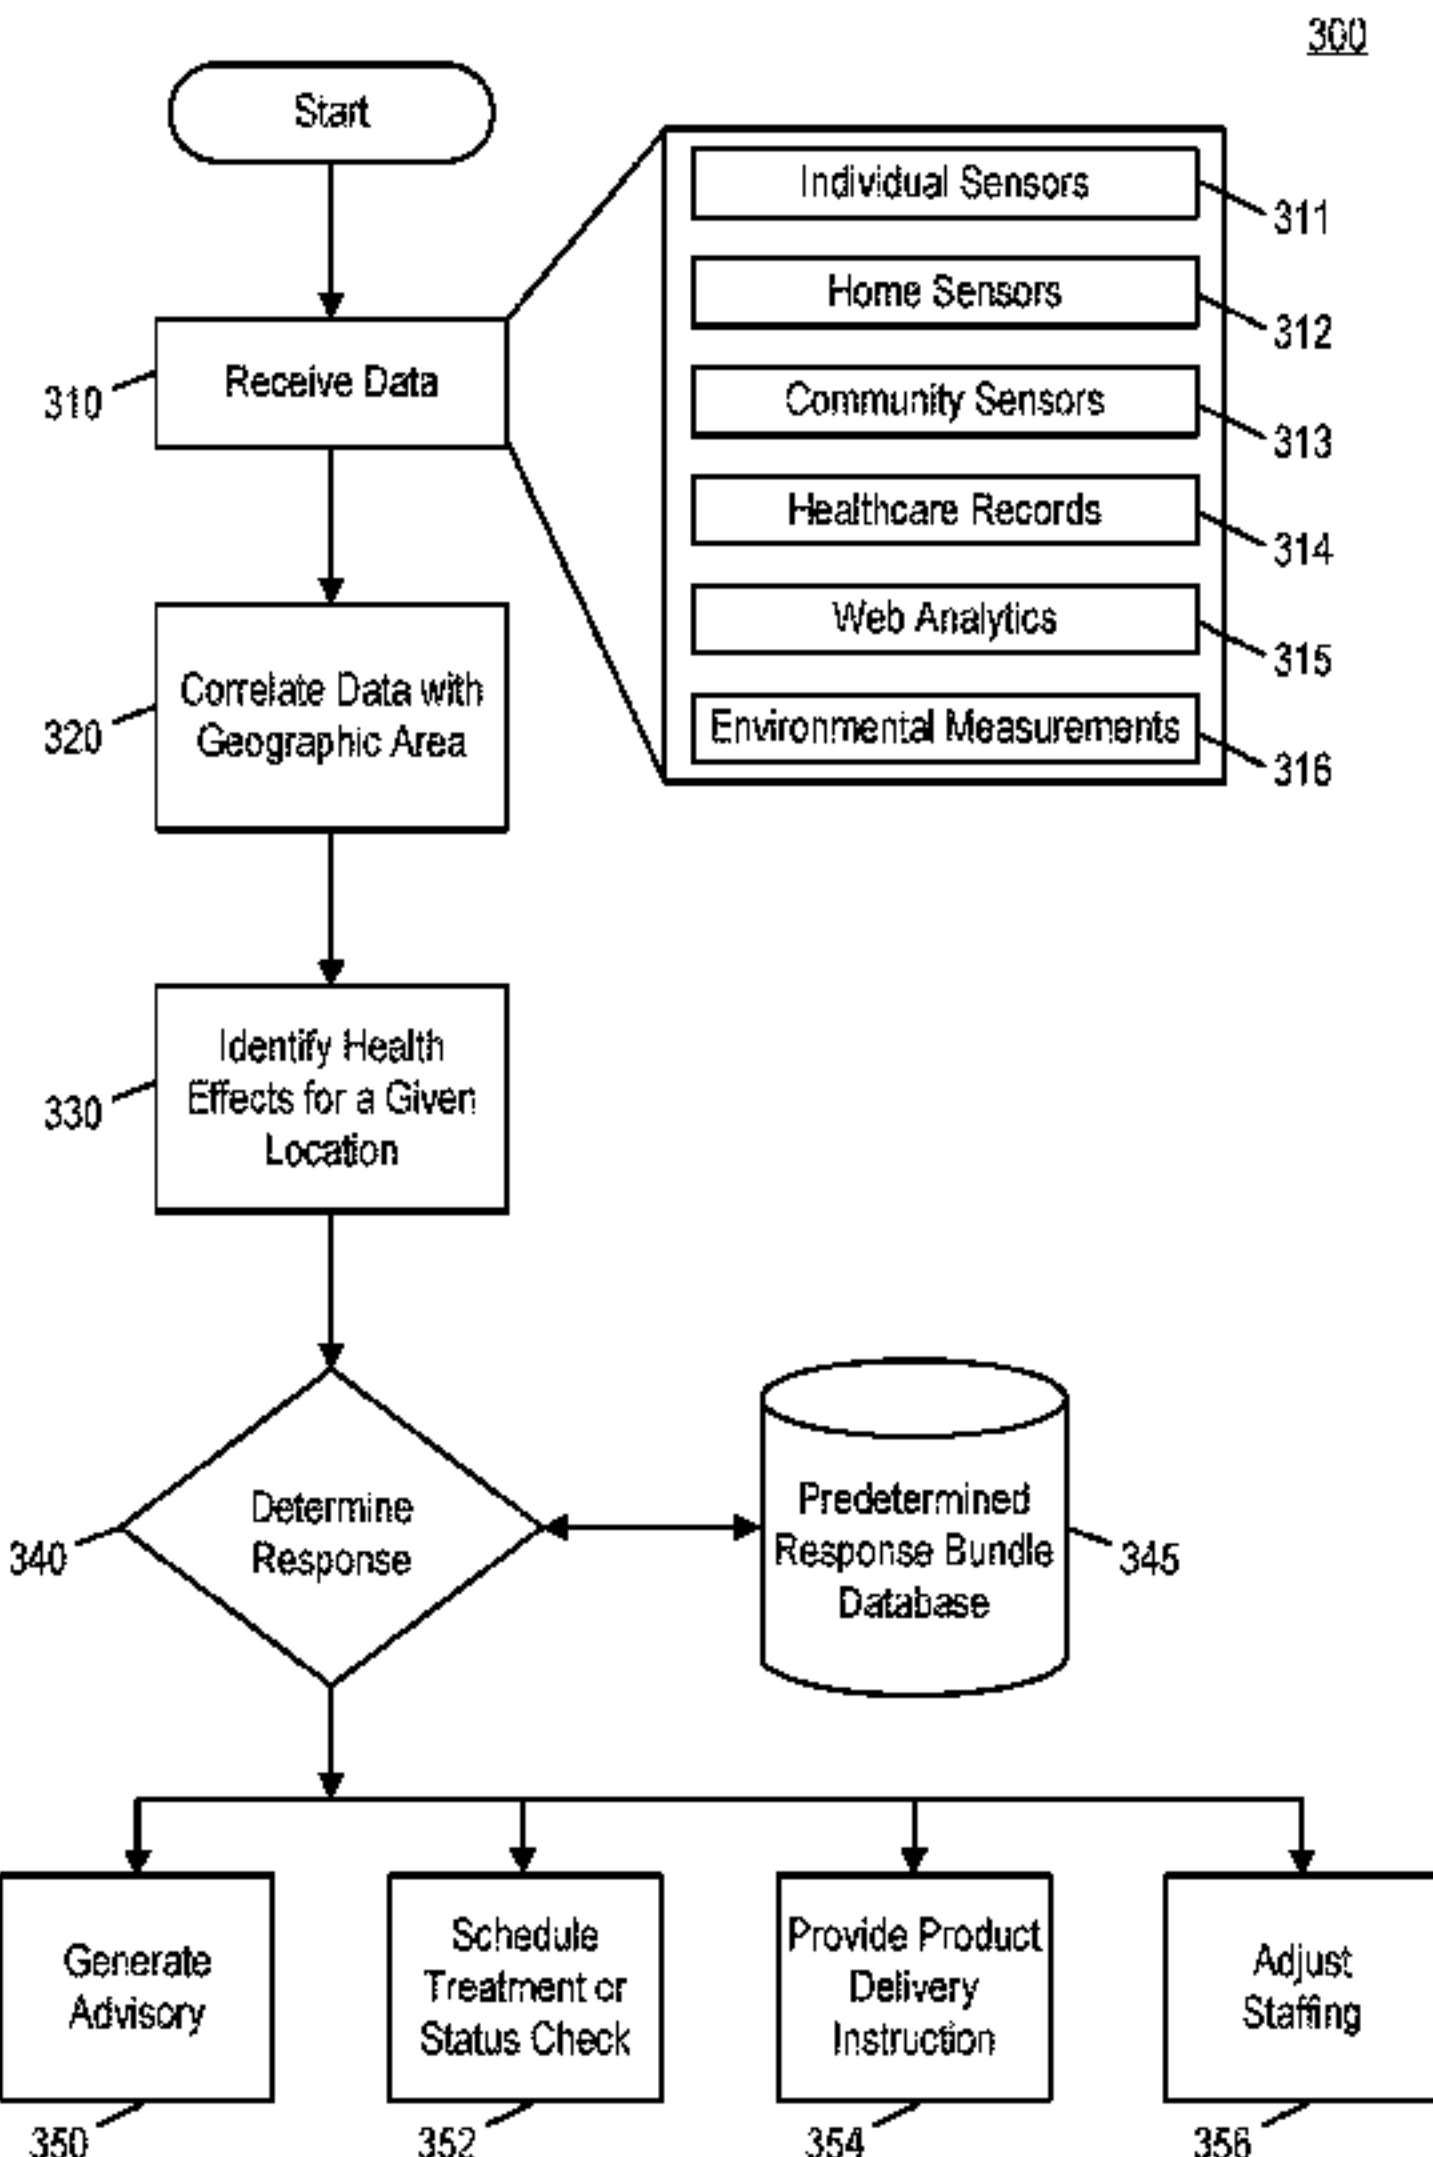 300
Start
Individual Sensors
311
Home Sensors
312
Receive Data
310
Community Sensors
313
Healthcare Records
314
Web Analytics
315
Correlate Data with
Geographic Area
320
Environmental Measurements
316
Identify Health
Effects for a Given
Location
330
Determine
Response
340
Predetermined
Response Bundle
Database
345
Generate
Advisory
350
Schedule
Treatment or
Status Check
352
Provide Product
Delivery
Instruction
354
Adjust
Staffing
356